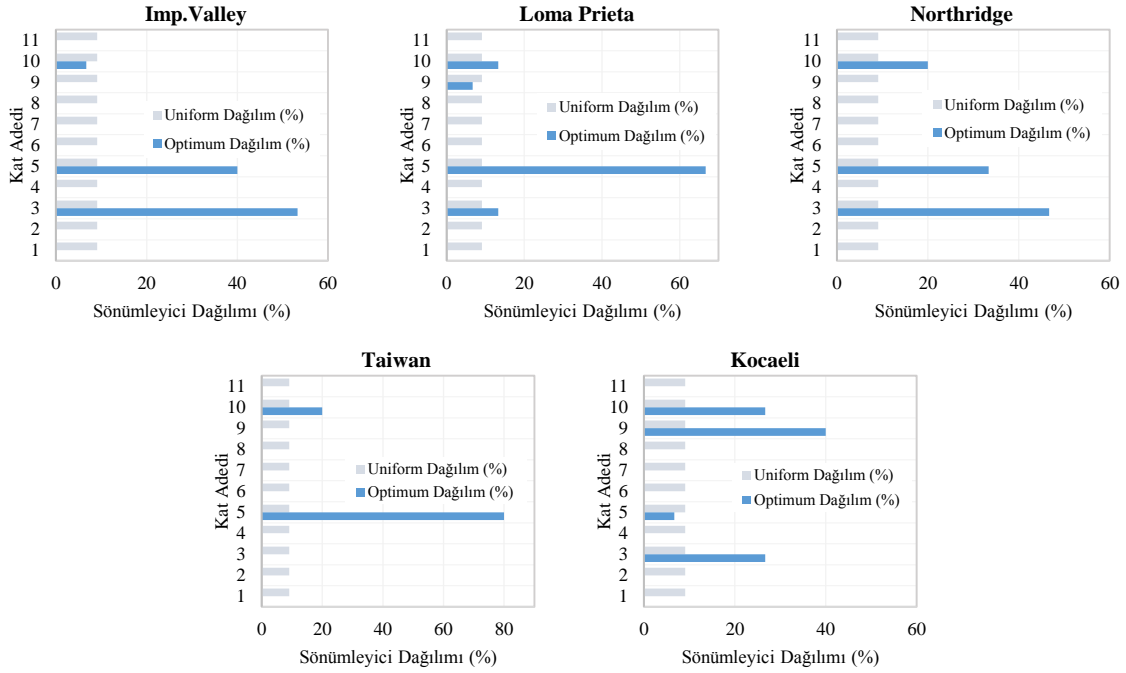 Imp.Valley
Kat Adedi
11
10
9
8
7
6
5
4
3
2
1
Uniform Dağılım (%)
Optimum Dağılım (%)
0 20 40 60
Sönümleyici Dağılımı (%)
Loma Prieta
Kat Adedi
11
10
9
8
7
6
5
4
3
2
1
Uniform Dağılım (%)
Optimum Dağılım (%)
0 20 40 60
Sönümleyici Dağılımı (%)
Northridge
Kat Adedi
11
10
9
8
7
6
5
4
3
2
1
Uniform Dağılım (%)
Optimum Dağılım (%)
0 20 40 60
Sönümleyici Dağılımı (%)
Taiwan
Kat Adedi
11
10
9
8
7
6
5
4
3
2
1
Uniform Dağılım (%)
Optimum Dağılım (%)
0 20 40 60 80
Sönümleyici Dağılımı (%)
Kocaeli
Kat Adedi
11
10
9
8
7
6
5
4
3
2
1
Uniform Dağılım (%)
Optimum Dağılım (%)
0 20 40 60
Sönümleyici Dağılımı (%)